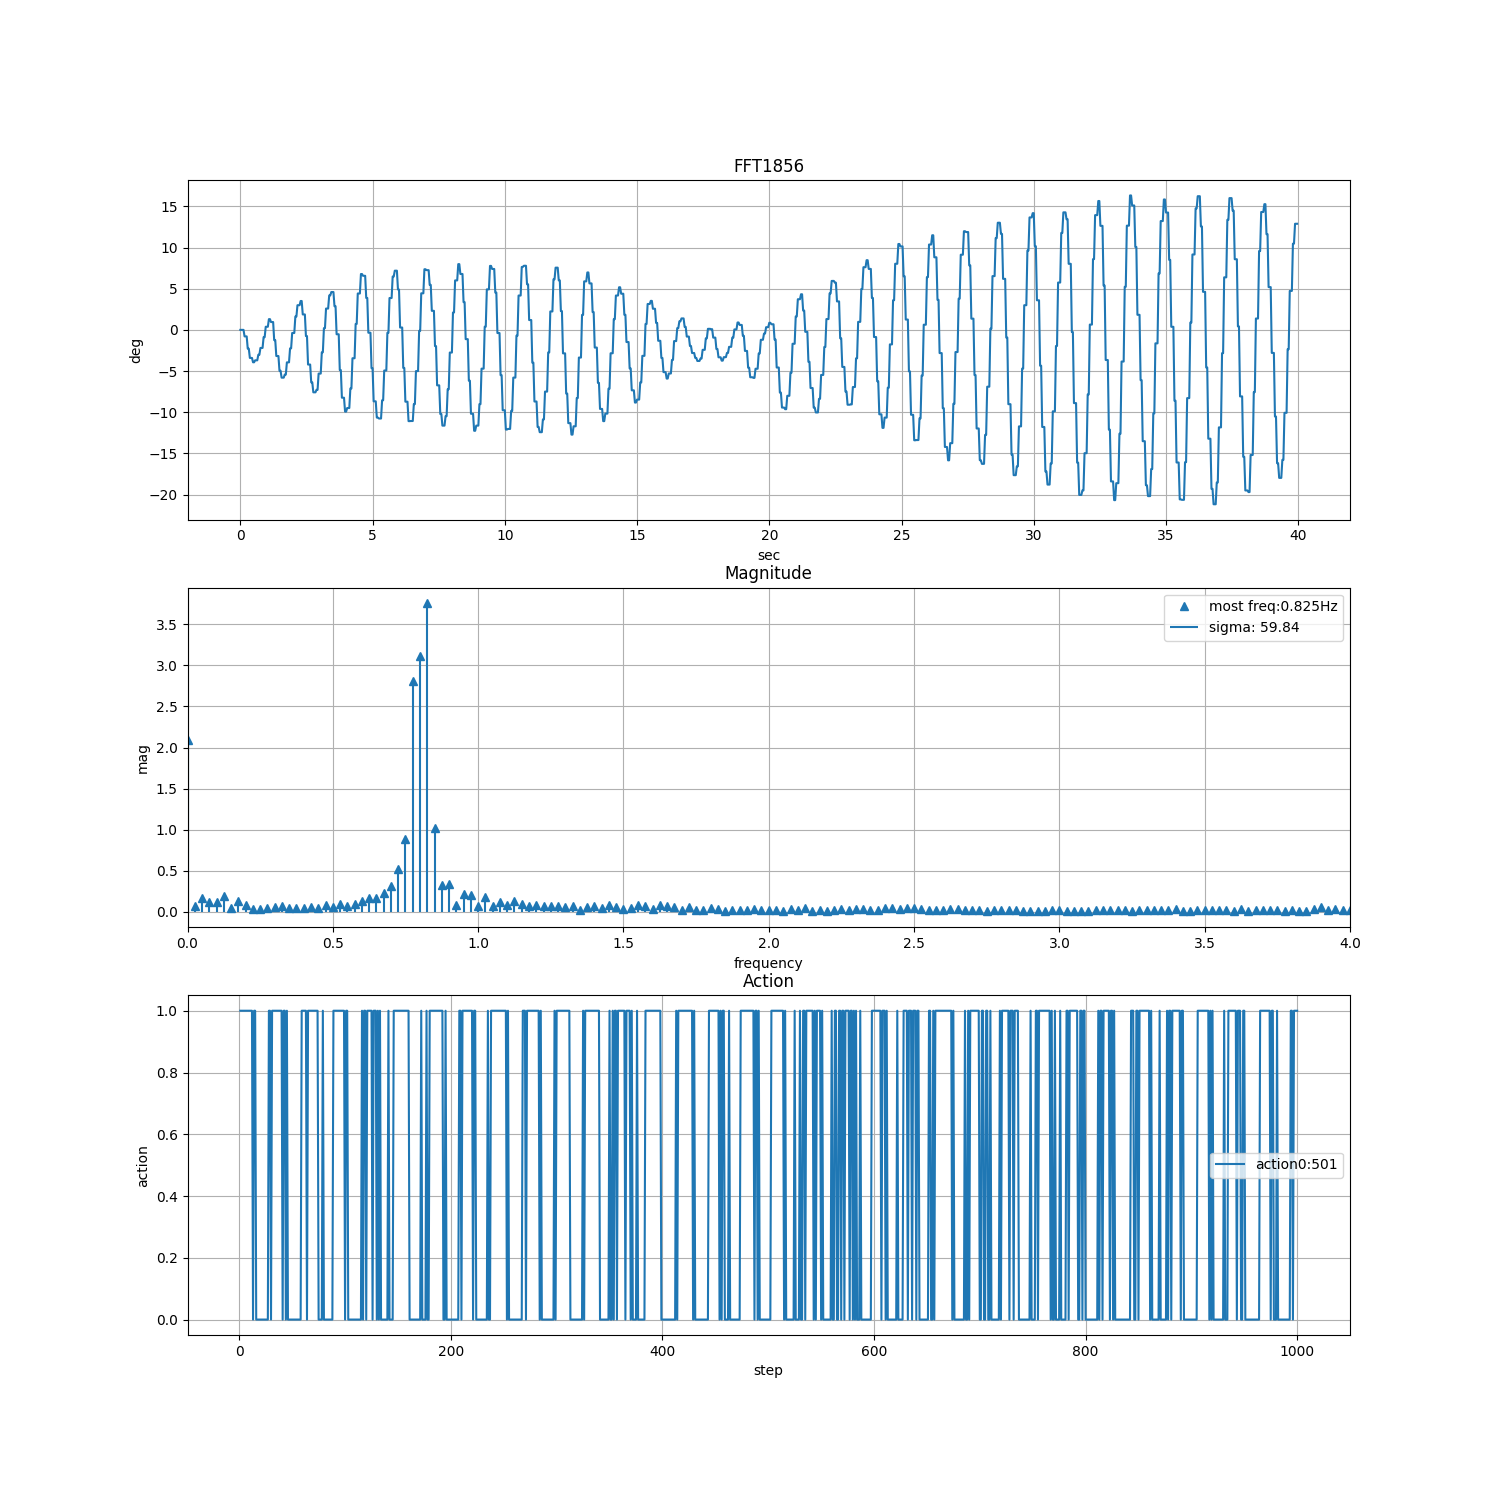 FFT1856
15
10
5
0
−5
−10
−15
−20
deg
0 5 10 15 20 25 30 35 40
sec
Magnitude
most freq:0.825Hz
sigma: 59.84
3.5
3.0
2.5
2.0
1.5
1.0
0.5
0.0
mag
0.0 0.5 1.0 1.5 2.0 2.5 3.0 3.5 4.0
frequency
Action
1.0
0.8
0.6
0.4
0.2
0.0
action
action0:501
0 200 400 600 800 1000
step